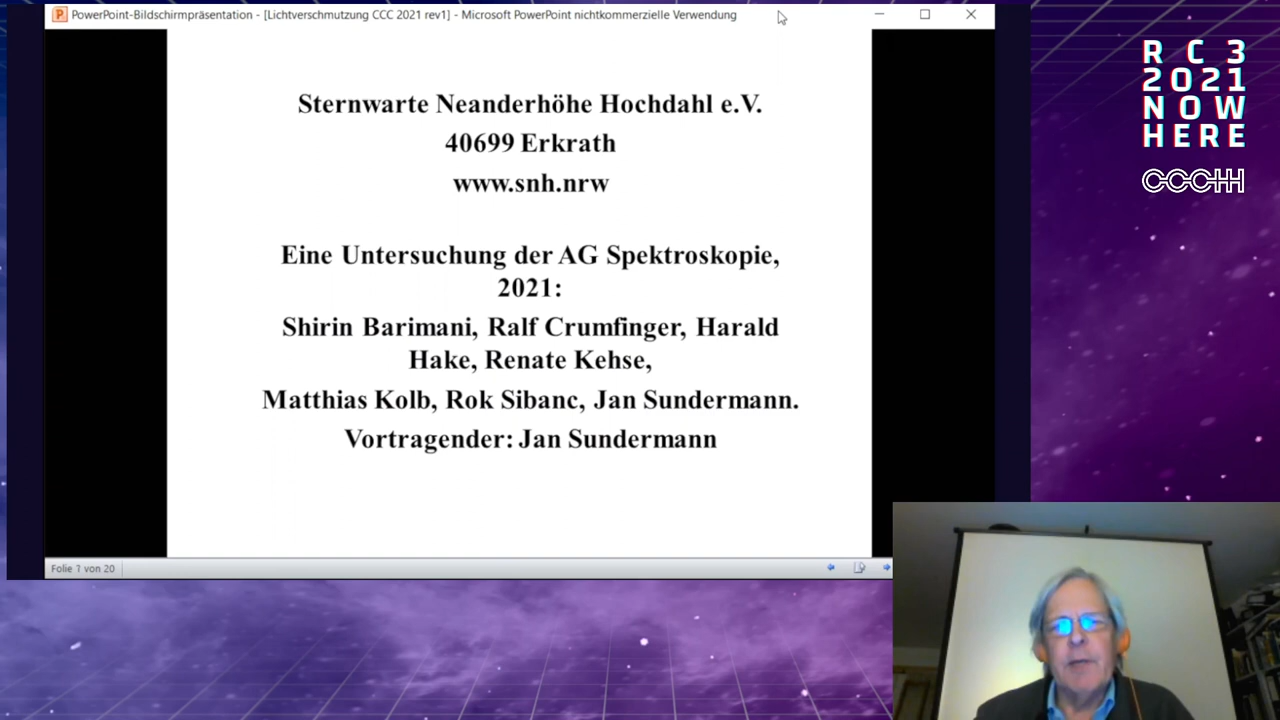 PowerPoint-Bildschirmpräsentation - [Lichtverschmutzung CCC 2021 rev1] - Microsoft PowerPoint nichtkommerzielle Verwendung
Sternwarte Neanderhöhe Hochdahl e.V.
40699 Erkrath
www.snh.nrw
Eine Untersuchung der AG Spektroskopie,
2021:
Shirin Barimani, Ralf Crumfinger, Harald
Hake, Renate Kehse,
Matthias Kolb, Rok Sibanc, Jan Sundermann.
Vortragender: Jan Sundermann
Folie 1 von 20
RC3
2021
NOW
HERE